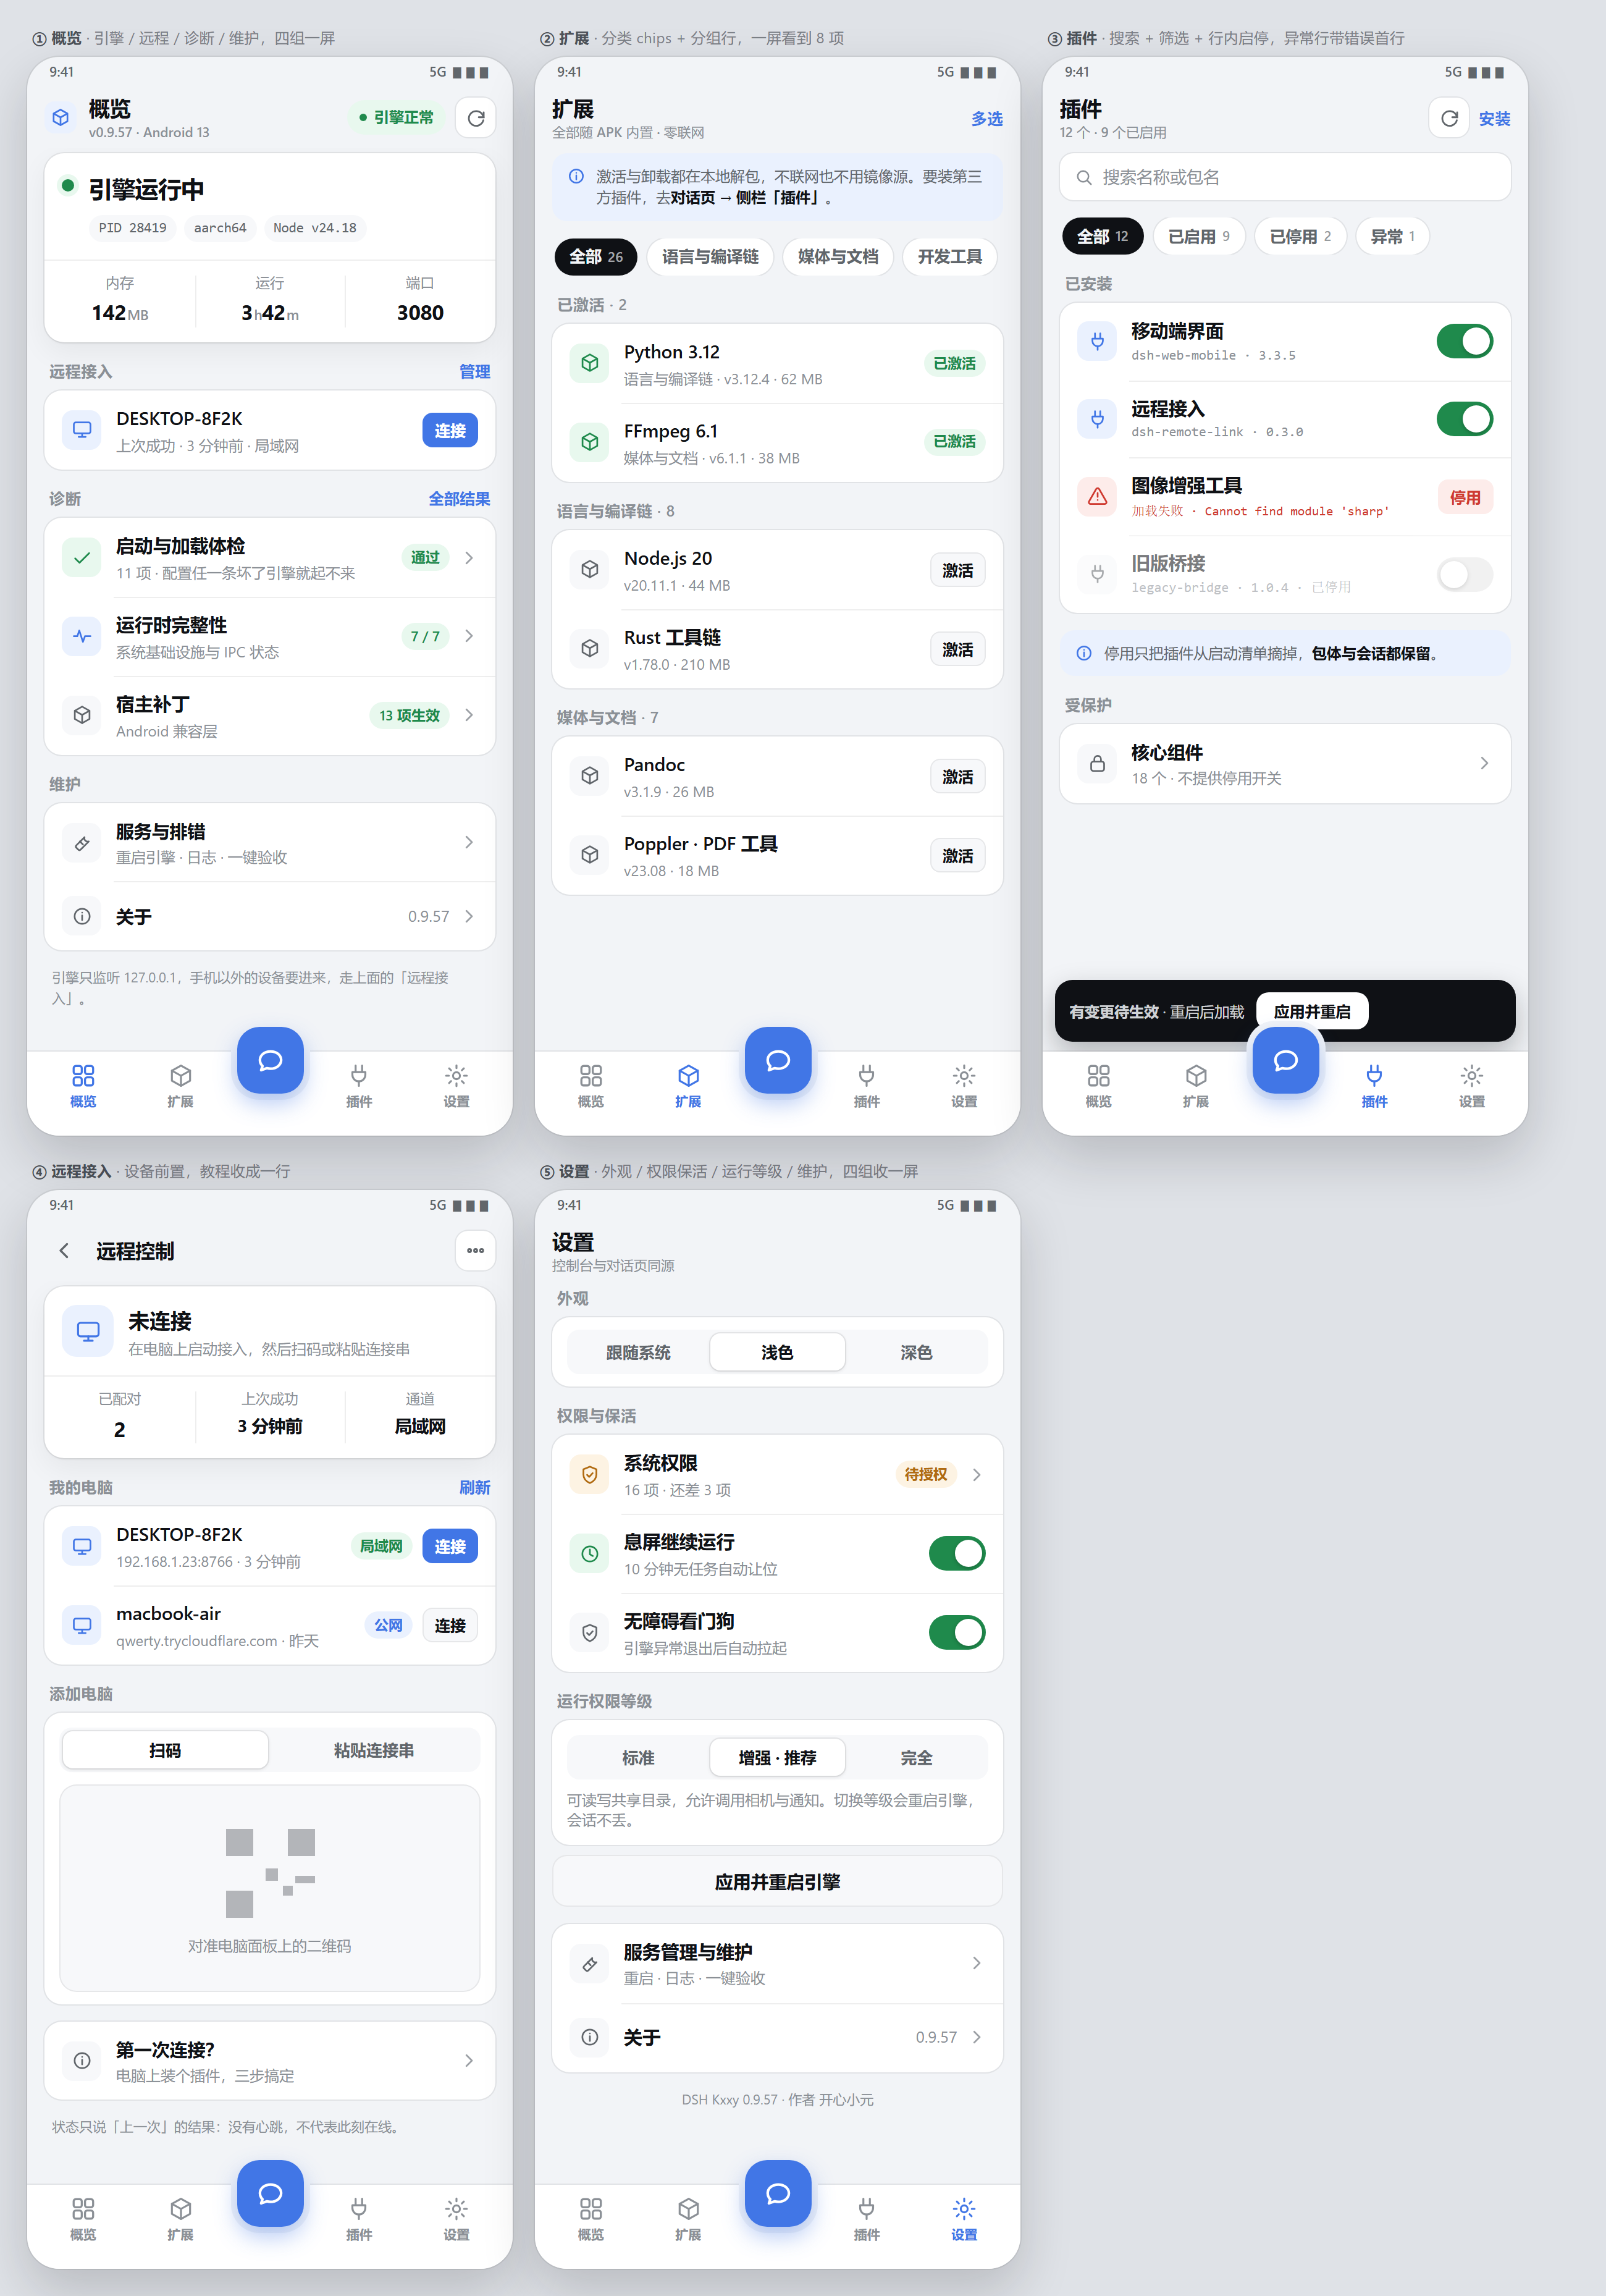 ① 概览 · 引擎 / 远程 / 诊断 / 维护，四组一屏
9:41
5G
概览
v0.9.57 · Android 13
引擎正常
引擎运行中
PID 28419
aarch64
Node v24.18
内存
运行
端口
142MB
3h42m
3080
远程接入
管理
DESKTOP-8F2K
上次成功 · 3 分钟前 · 局域网
连接
诊断
全部结果
启动与加载体检
11 项 · 配置任一条坏了引擎就起不来
通过
运行时完整性
系统基础设施与 IPC 状态
7 / 7
宿主补丁
Android 兼容层
13 项生效
维护
服务与排错
重启引擎 · 日志 · 一键验收
关于
0.9.57
引擎只监听 127.0.0.1，手机以外的设备要进来，走上面的「远程接
入」。
概览
扩展
插件
设置
② 扩展 · 分类 chips + 分组行，一屏看到 8 项
9:41
5G
扩展
全部随 APK 内置 · 零联网
多选
激活与卸载都在本地解包，不联网也不用镜像源。要装第三
方插件，去对话页 → 侧栏「插件」。
全部 26
语言与编译链
媒体与文档
开发工具
已激活 · 2
Python 3.12
语言与编译链 · v3.12.4 · 62 MB
已激活
FFmpeg 6.1
媒体与文档 · v6.1.1 · 38 MB
已激活
语言与编译链 · 8
Node.js 20
v20.11.1 · 44 MB
激活
Rust 工具链
v1.78.0 · 210 MB
激活
媒体与文档 · 7
Pandoc
v3.1.9 · 26 MB
激活
Poppler · PDF 工具
v23.08 · 18 MB
激活
概览
扩展
插件
设置
③ 插件 · 搜索 + 筛选 + 行内启停，异常行带错误首行
9:41
5G
插件
12 个 · 9 个已启用
安装
搜索名称或包名
全部 12
已启用 9
已停用 2
异常 1
已安装
移动端界面
dsh-web-mobile · 3.3.5
远程接入
dsh-remote-link · 0.3.0
图像增强工具
加载失败 · Cannot find module 'sharp'
停用
旧版桥接
legacy-bridge · 1.0.4 · 已停用
停用只把插件从启动清单摘掉，包体与会话都保留。
受保护
核心组件
18 个 · 不提供停用开关
有变更待生效 · 重启后加载
应用并重启
概览
扩展
插件
设置
④ 远程接入 · 设备前置，教程收成一行
9:41
5G
远程控制
未连接
在电脑上启动接入，然后扫码或粘贴连接串
已配对
上次成功
通道
2
3 分钟前
局域网
我的电脑
刷新
DESKTOP-8F2K
192.168.1.23:8766 · 3 分钟前
局域网
连接
macbook-air
qwerty.trycloudflare.com · 昨天
公网
连接
添加电脑
扫码
粘贴连接串
对准电脑面板上的二维码
第一次连接？
电脑上装个插件，三步搞定
状态只说「上一次」的结果：没有心跳，不代表此刻在线。
概览
扩展
插件
设置
⑤ 设置 · 外观 / 权限保活 / 运行等级 / 维护，四组收一屏
9:41
5G
设置
控制台与对话页同源
外观
跟随系统
浅色
深色
权限与保活
系统权限
16 项 · 还差 3 项
待授权
息屏继续运行
10 分钟无任务自动让位
无障碍看门狗
引擎异常退出后自动拉起
运行权限等级
标准
增强 · 推荐
完全
可读写共享目录，允许调用相机与通知。切换等级会重启引擎，
会话不丢。
应用并重启引擎
服务管理与维护
重启 · 日志 · 一键验收
关于
0.9.57
DSH Kxxy 0.9.57 · 作者 开心小元
概览
扩展
插件
设置